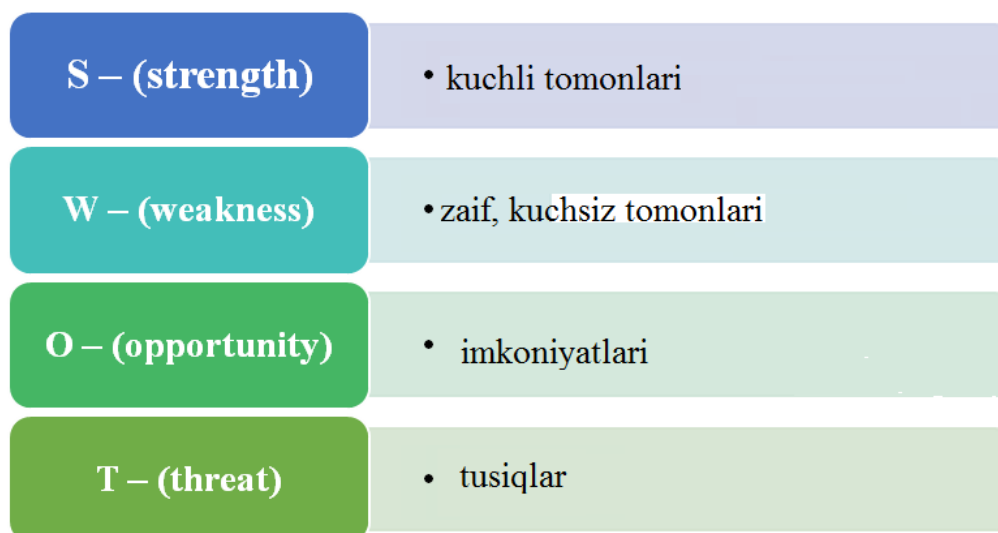 S – (strength)
• kuchli tomonlari
W – (weakness)
• zaif, kuchsiz tomonlari
O – (opportunity)
• imkoniyatlari
T – (threat)
• tusiqlar